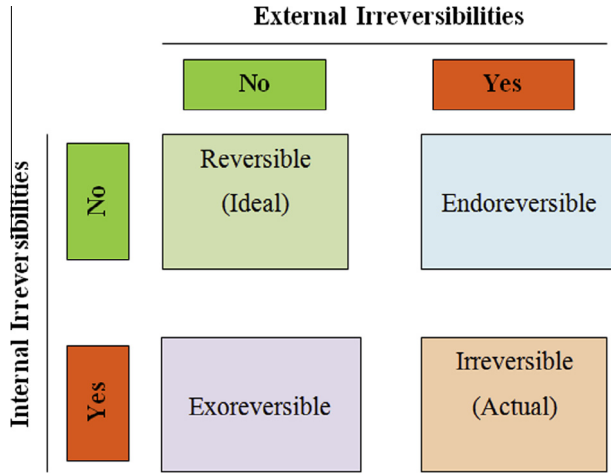 External Irreversibilities
No
Yes
Internal Irreversibilities
No
Reversible
(Ideal)
Endoreversible
Yes
Exoreversible
Irreversible
(Actual)